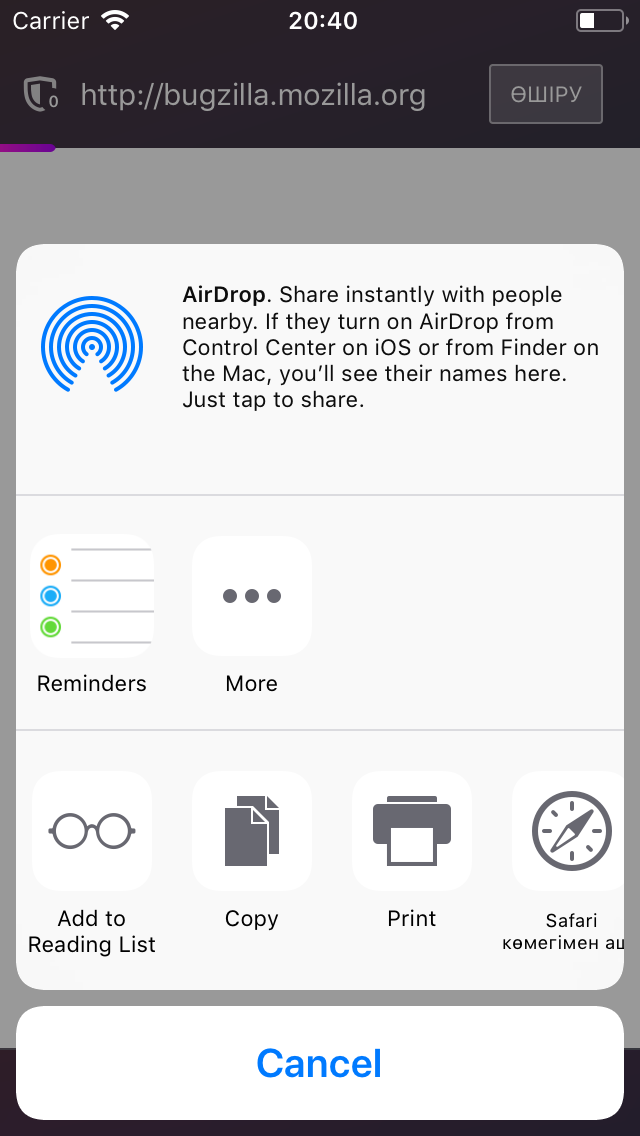 Carrier 20:40
0 http://bugzilla.mozilla.org ӨШІРУ
AirDrop. Share instantly with people
nearby. If they turn on AirDrop from
Control Center on iOS or from Finder on
the Mac, you’ll see their names here.
Just tap to share.
Reminders More
Add to Copy Print Safari
Reading List көмегімен
Cancel